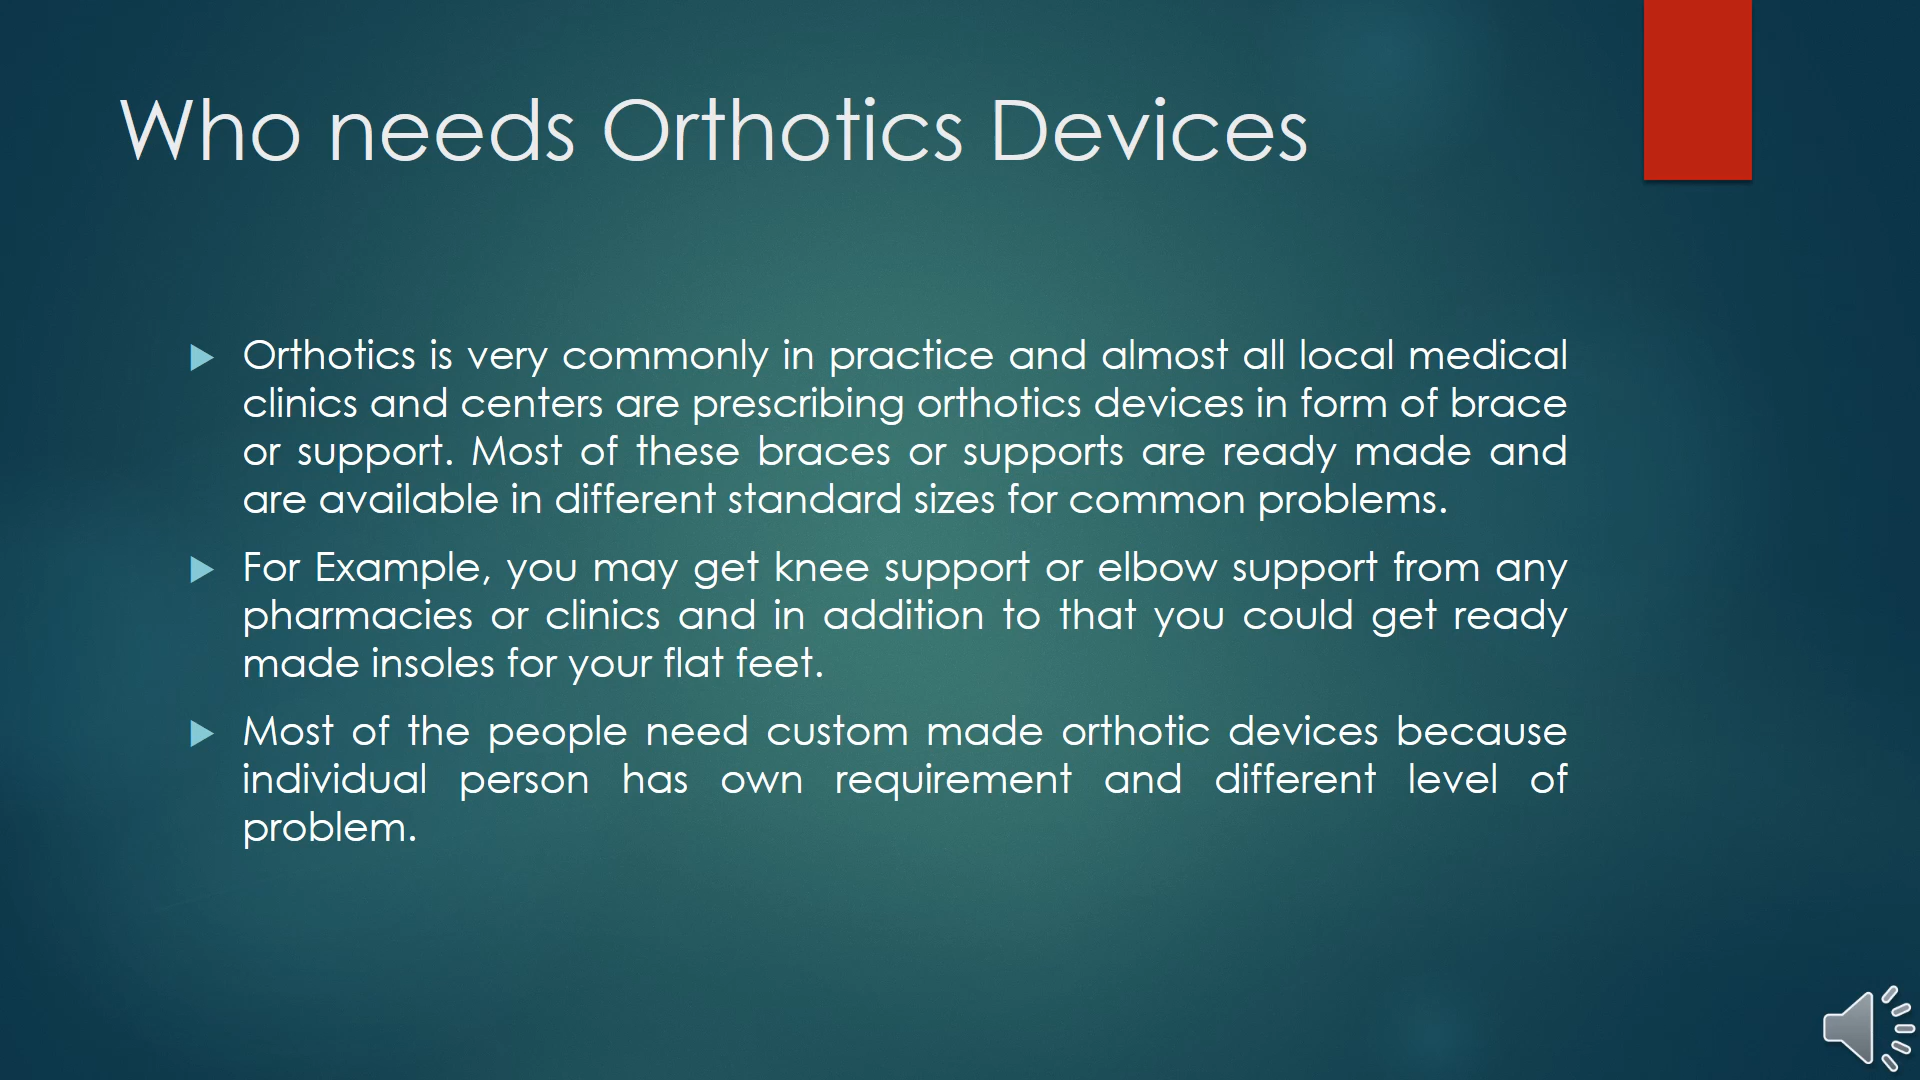 Who needs Orthotics Devices
Orthotics is very commonly in practice and almost all local medical
clinics and centers are prescribing orthotics devices in form of brace
or support. Most of these braces or supports are ready made and
are available in different standard sizes for common problems.
For Example, you may get knee support or elbow support from any
pharmacies or clinics and in addition to that you could get ready
made insoles for your flat feet.
Most of the people need custom made orthotic devices because
individual person has own requirement and different level of
problem.